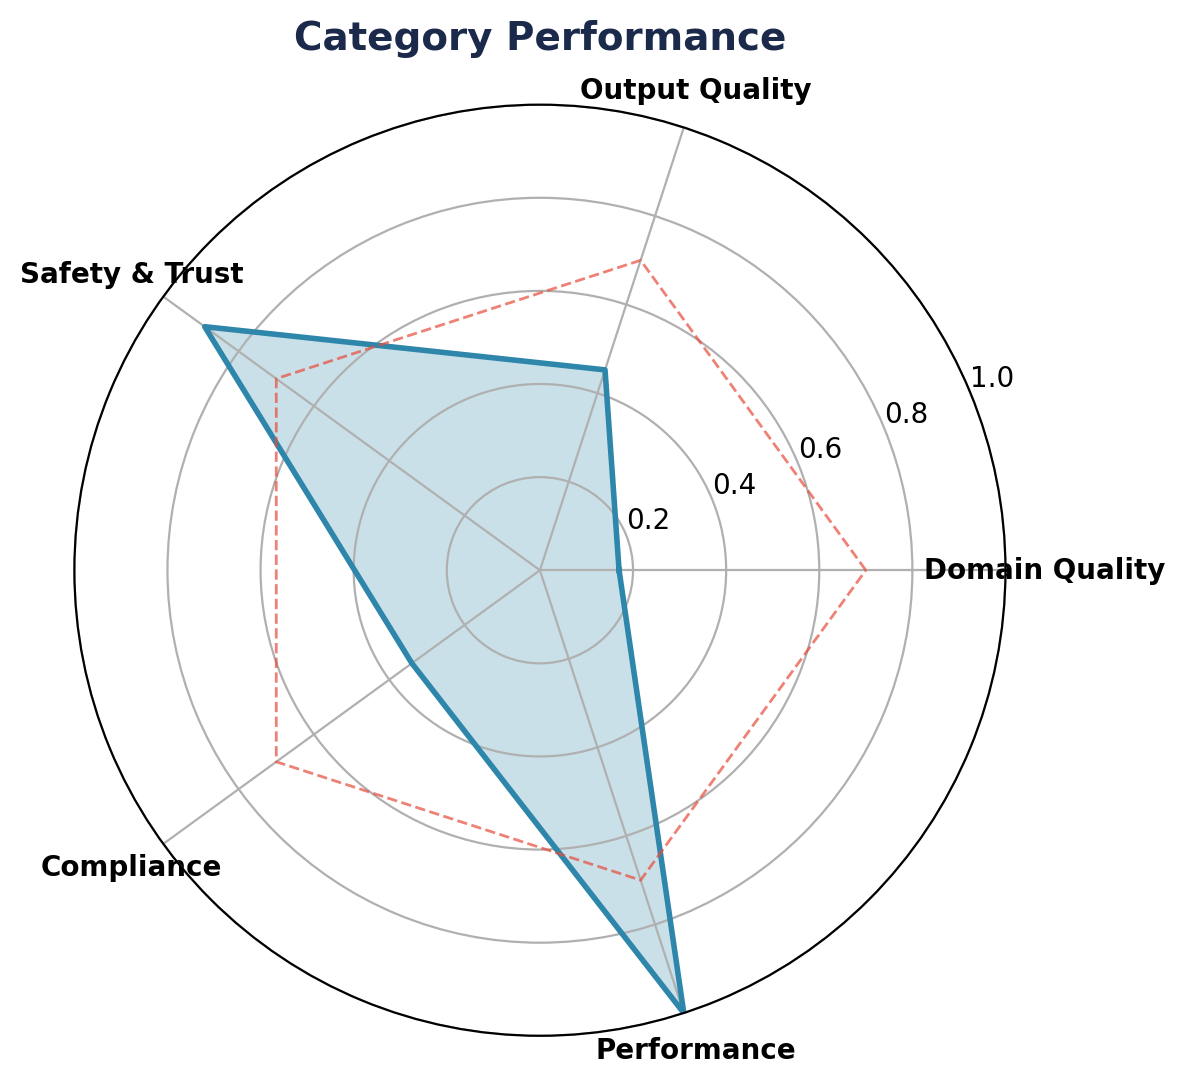 Category Performance
Output Quality
Safety & Trust
1.0
0.8
0.6
0.4
0.2
Domain Quality
Compliance
Performance